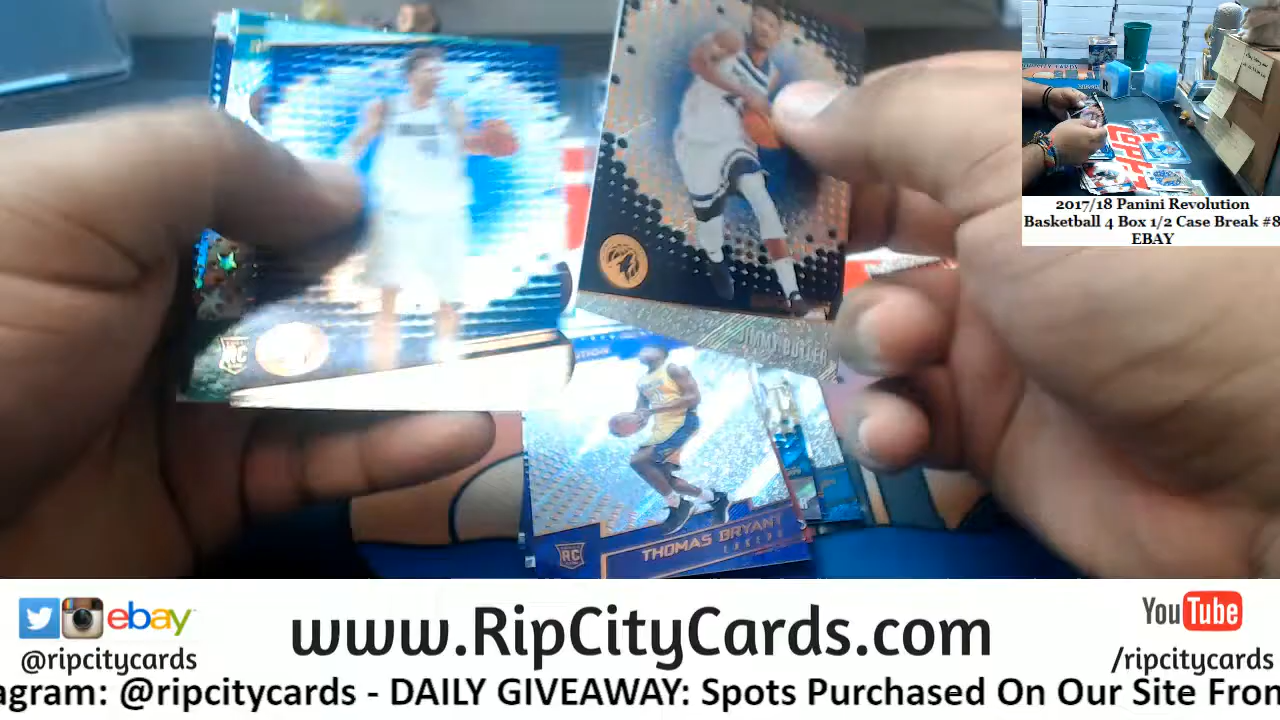 2017/18 Panini Revolution
Basketball 4 Box 1/2 Case Break #8
EBAY
JIMMY BUTLER
RC
THOMAS BRYANT
LAKERS
RC
ebay
@ripcitycards
www.RipCityCards.com
YouTube
/ripcitycards
agram: @ripcitycards - DAILY GIVEAWAY: Spots Purchased On Our Site From